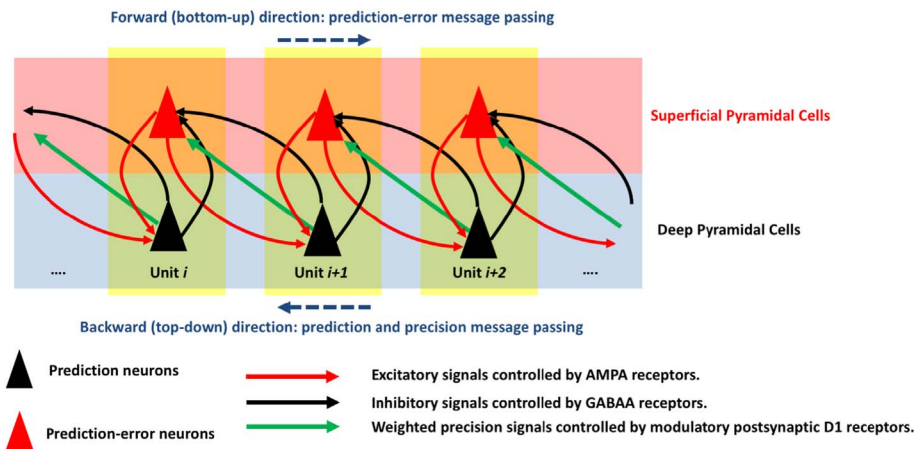 Forward (bottom-up) direction: prediction-error message passing
Superficial Pyramidal Cells
Deep Pyramidal Cells
.... Unit i Unit i+1 Unit i+2 ....
Backward (top-down) direction: prediction and precision message passing
Prediction neurons
Prediction-error neurons
Excitatory signals controlled by AMPA receptors.
Inhibitory signals controlled by GABAA receptors.
Weighted precision signals controlled by modulatory postsynaptic D1 receptors.